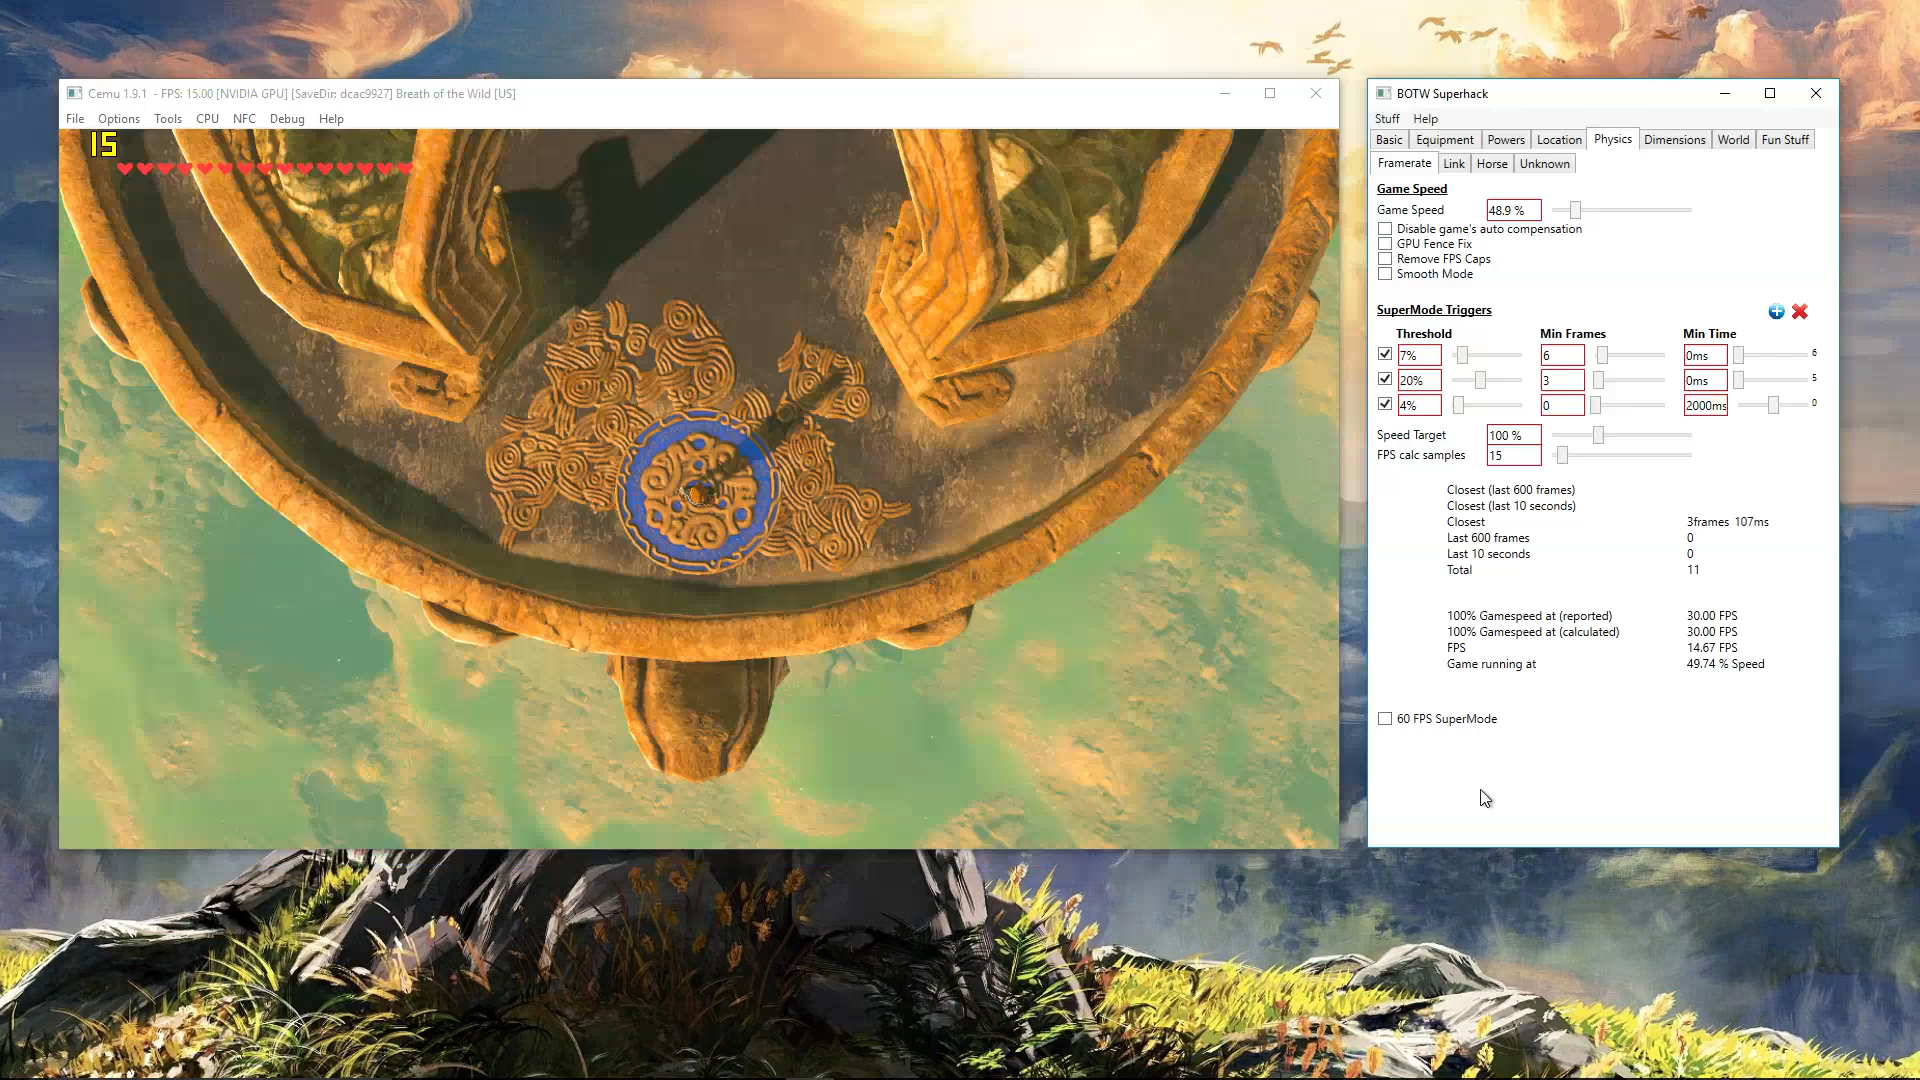 Cemu 1.9.1 - FPS: 15.00 [NVIDIA GPU] [SaveDir: dcac9927] Breath of the Wild [US]
File Options Tools CPU NFC Debug Help
15
BOTW Superhack
Stuff Help
Basic Equipment Powers Location Physics Dimensions World Fun Stuff
Framerate Link Horse Unknown
Game Speed
Game Speed 48.9 %
Disable game's auto compensation
GPU Fence Fix
Remove FPS Caps
Smooth Mode
SuperMode Triggers
Threshold Min Frames Min Time
7% 6 0ms 6
20% 3 0ms 5
4% 0 2000ms 0
Speed Target 100 %
FPS calc samples 15
Closest (last 600 frames)
Closest (last 10 seconds)
Closest 3frames 107ms
Last 600 frames 0
Last 10 seconds 0
Total 11
100% Gamespeed at (reported) 30.00 FPS
100% Gamespeed at (calculated) 30.00 FPS
FPS 14.67 FPS
Game running at 49.74 % Speed
60 FPS SuperMode